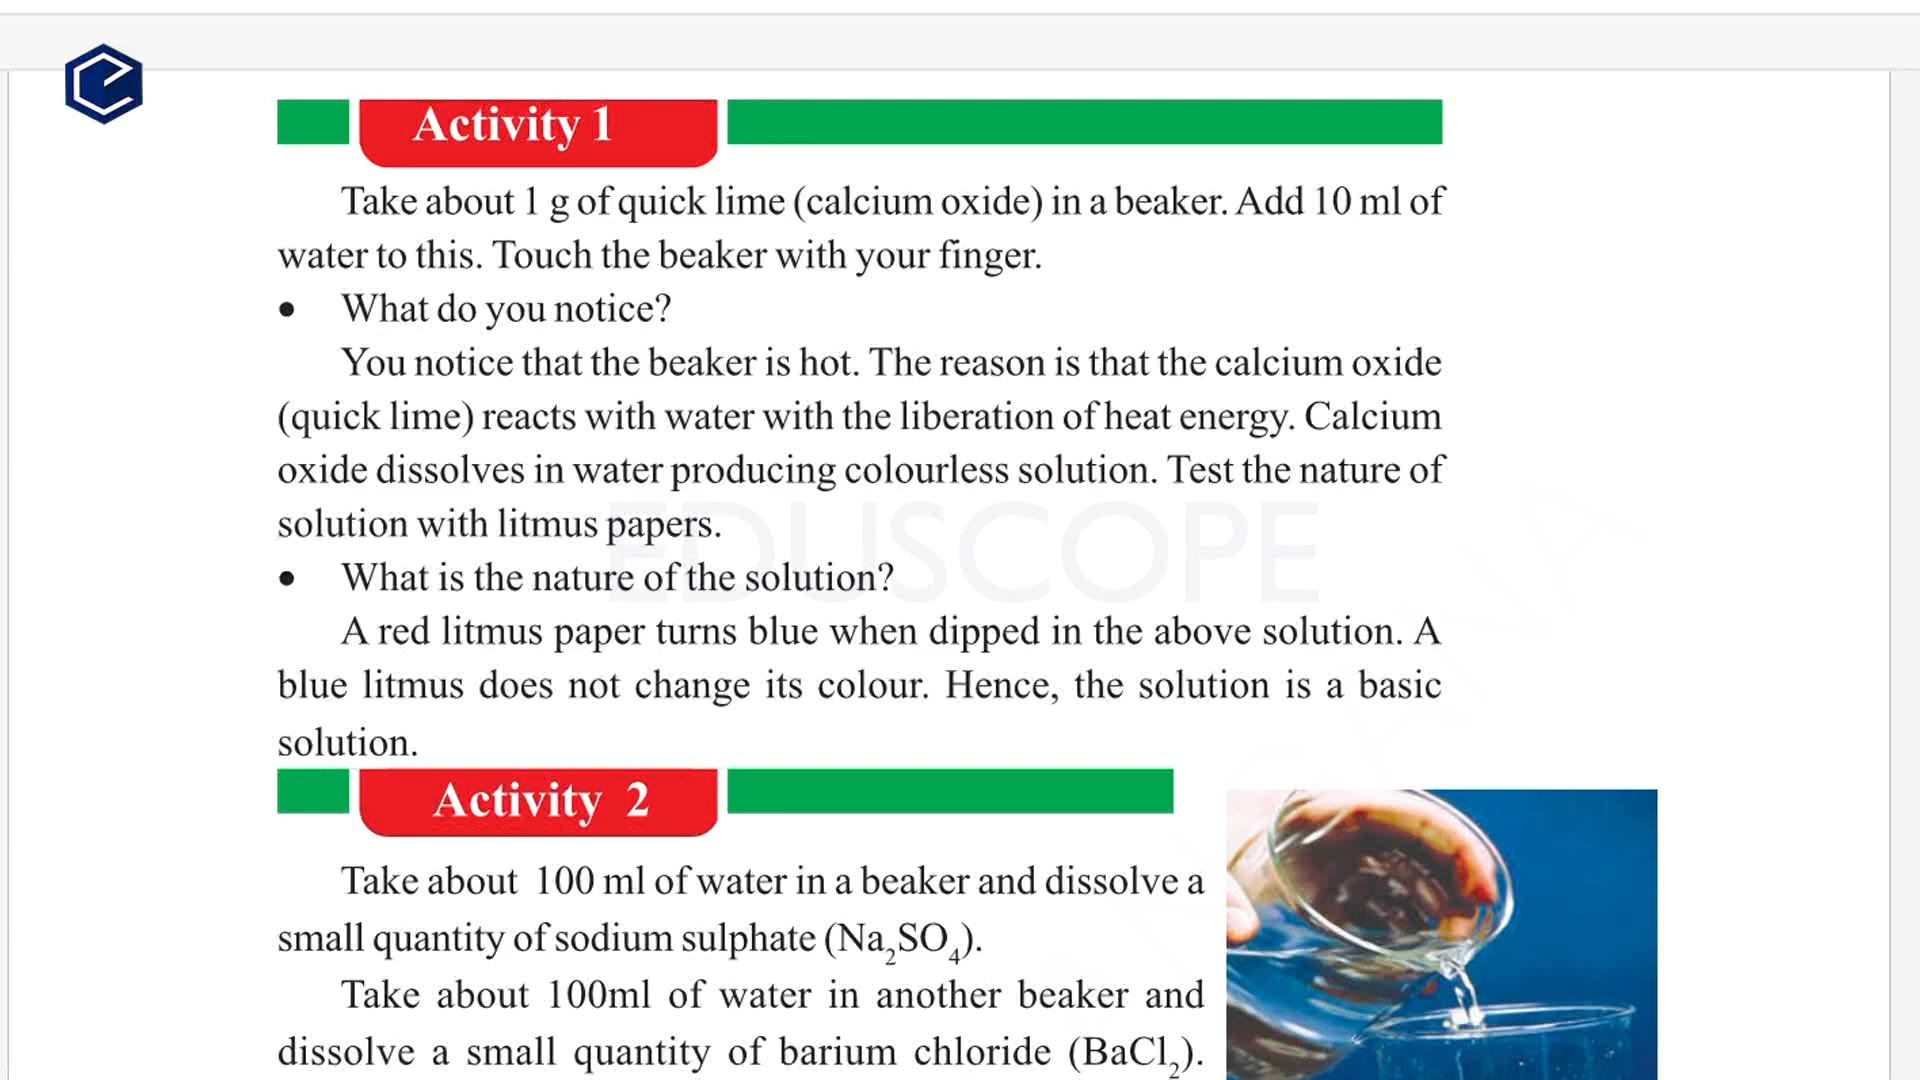 Activity 1
Take about 1 g of quick lime (calcium oxide) in a beaker. Add 10 ml of
water to this. Touch the beaker with your finger.
• What do you notice?
You notice that the beaker is hot. The reason is that the calcium oxide
(quick lime) reacts with water with the liberation of heat energy. Calcium
oxide dissolves in water producing colourless solution. Test the nature of
solution with litmus papers.
EDUSCOPE
• What is the nature of the solution?
A red litmus paper turns blue when dipped in the above solution. A
blue litmus does not change its colour. Hence, the solution is a basic
solution.
Activity 2
Take about 100 ml of water in a beaker and dissolve a
small quantity of sodium sulphate (Na₂SO₄).
Take about 100ml of water in another beaker and
dissolve a small quantity of barium chloride (BaCl₂).